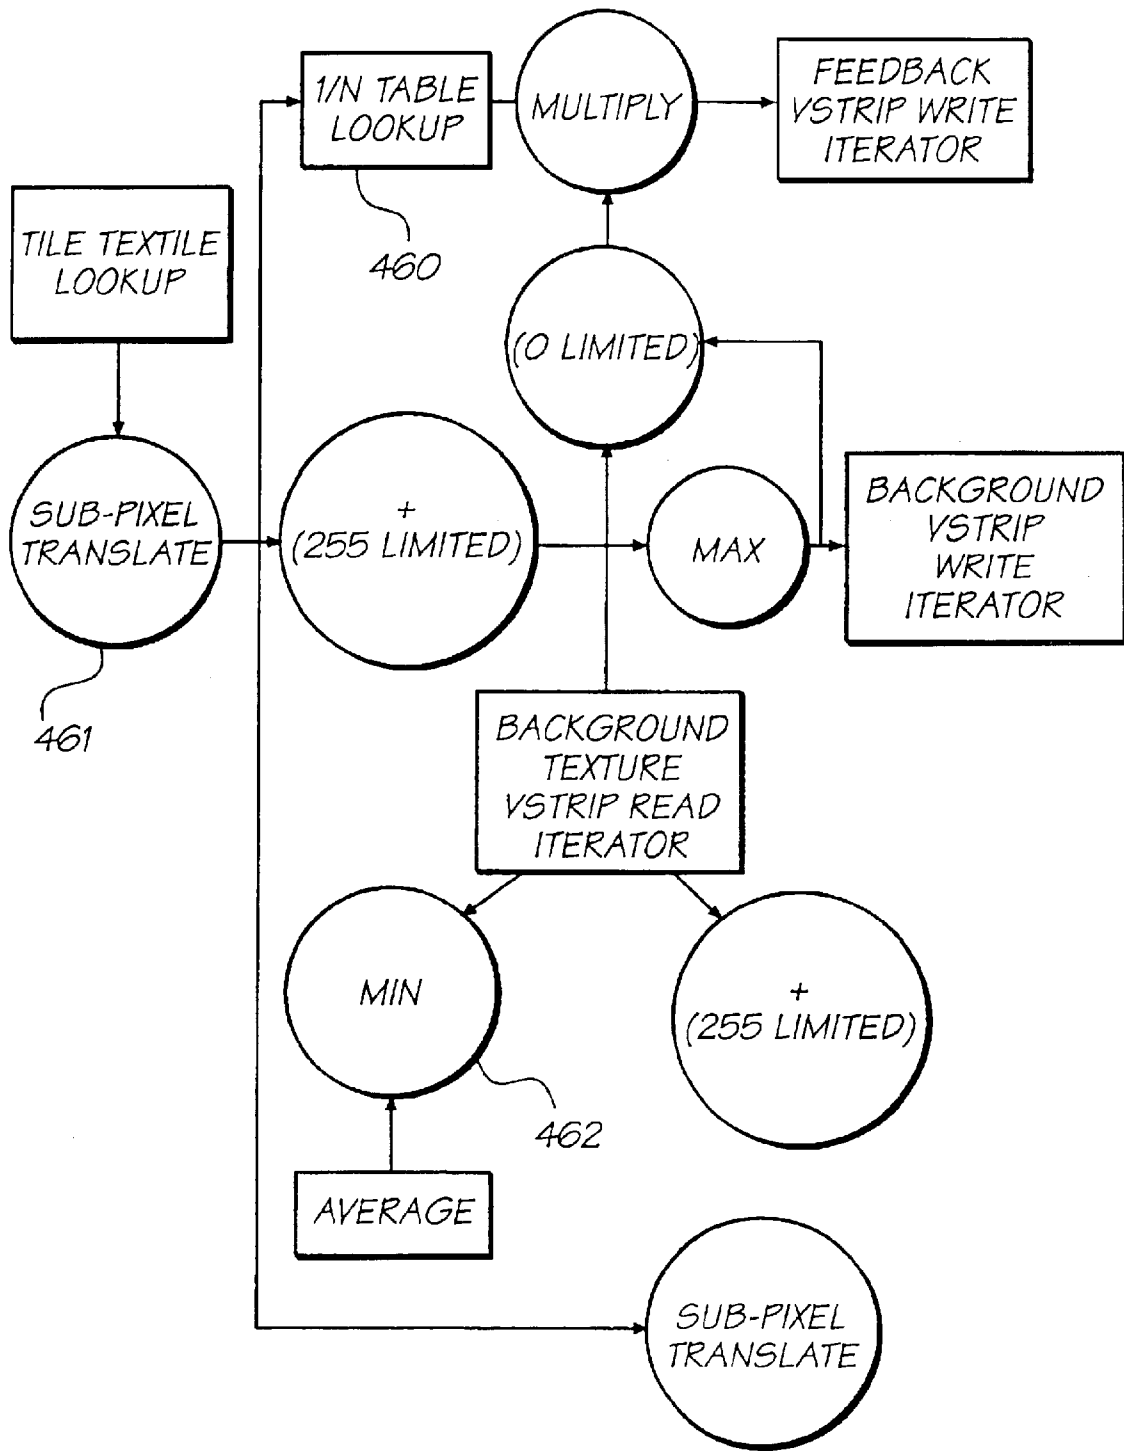 1/N TABLE
LOOKUP
MULTIPLY
FEEDBACK
VSTRIP WRITE
ITERATOR
460
TILE TEXTILE
LOOKUP
(0 LIMITED)
SUB-PIXEL
TRANSLATE
461
+
(255 LIMITED)
MAX
BACKGROUND
VSTRIP
WRITE
ITERATOR
BACKGROUND
TEXTURE
VSTRIP READ
ITERATOR
MIN
462
+
(255 LIMITED)
AVERAGE
SUB-PIXEL
TRANSLATE